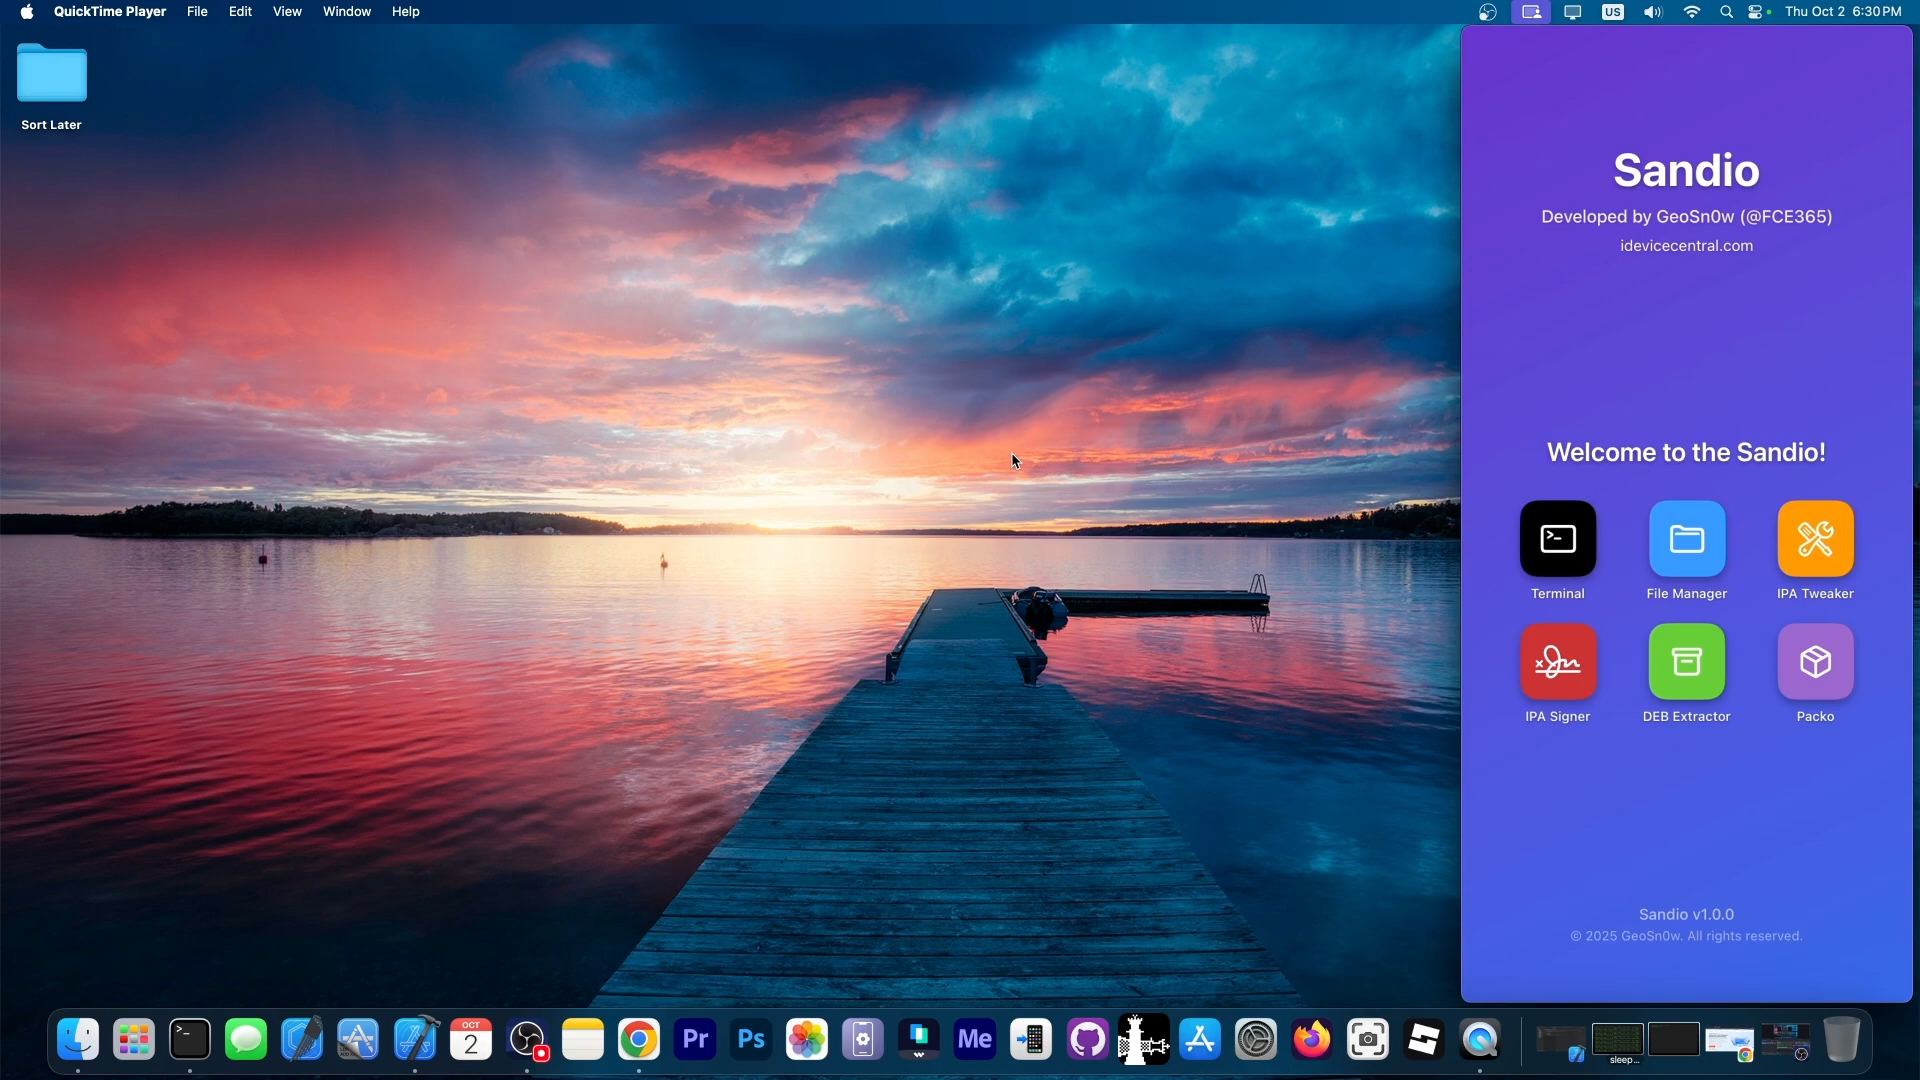 QuickTime Player File Edit View Window Help
US Thu Oct 2 6:30 PM
Sort Later
Sandio
Developed by GeoSn0w (@FCE365)
idevicecentral.com
Welcome to the Sandio!
Terminal File Manager IPA Tweaker
IPA Signer DEB Extractor Packo
Sandio v1.0.0
© 2025 GeoSn0w. All rights reserved.
OCT
2
Pr Ps Me
sleep...